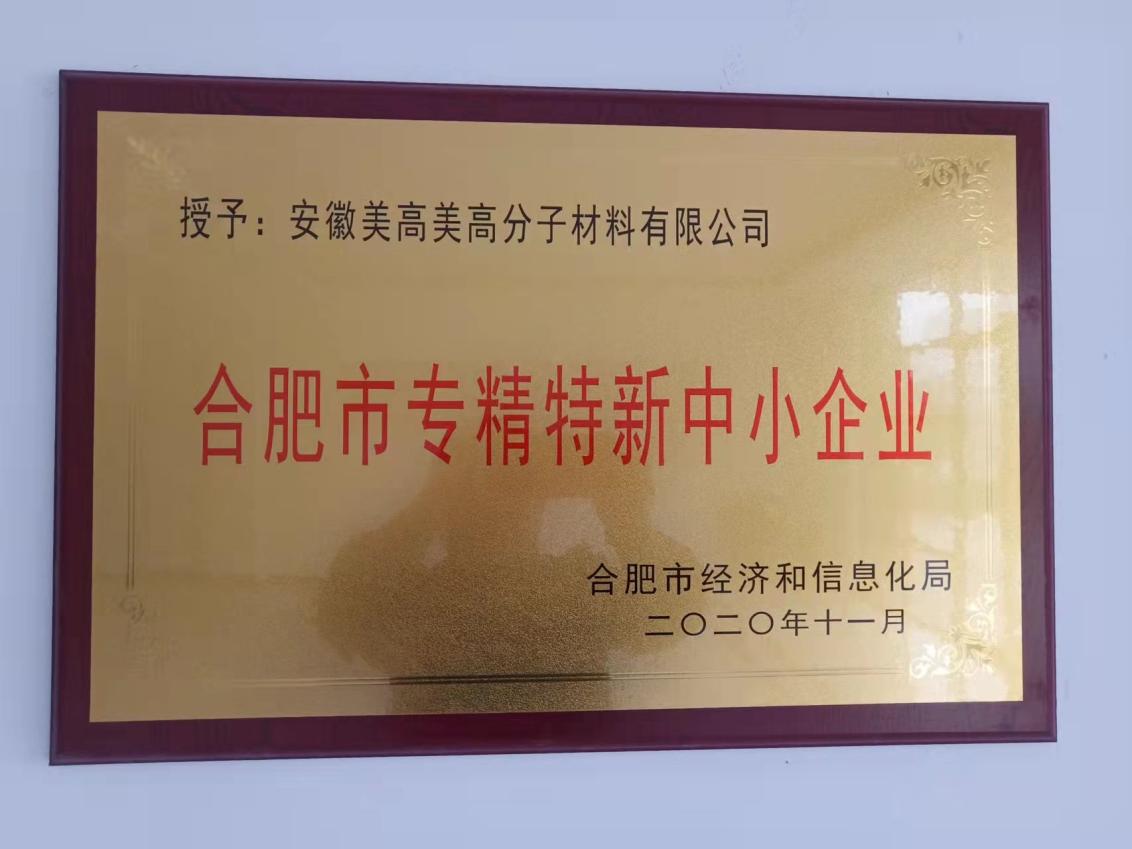 授予：安徽美高美高分子材料有限公司
合肥市专精特新中小企业
合肥市经济和信息化局
二〇二〇年十一月